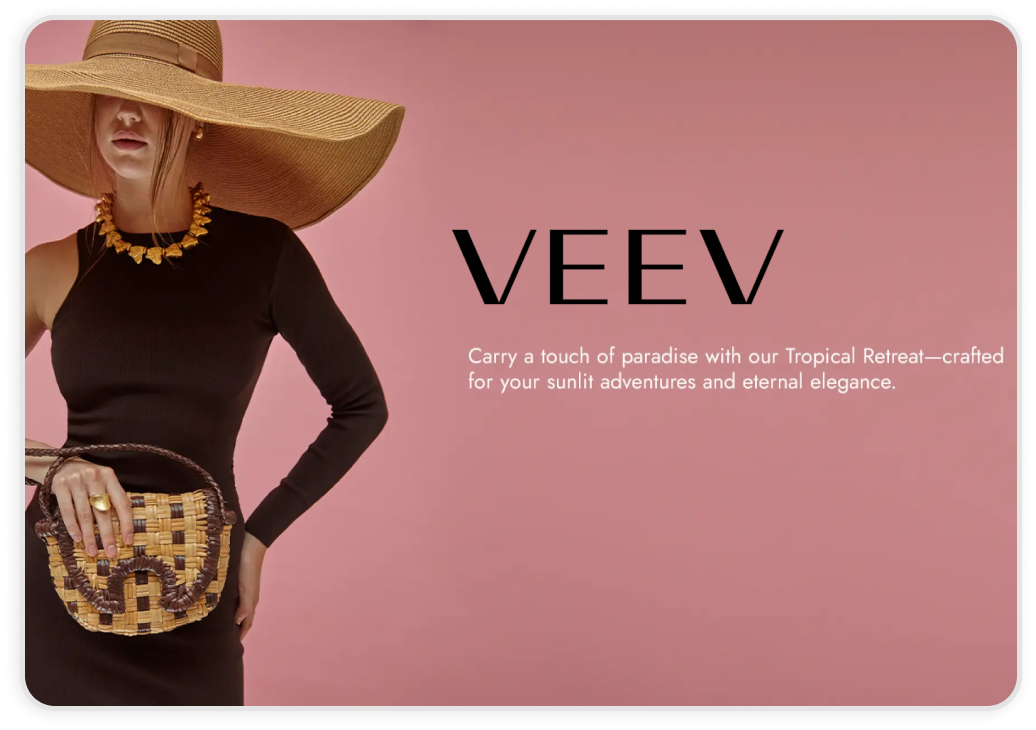 VEEV
Carry a touch of paradise with our Tropical Retreat—crafted
for your sunlit adventures and eternal elegance.